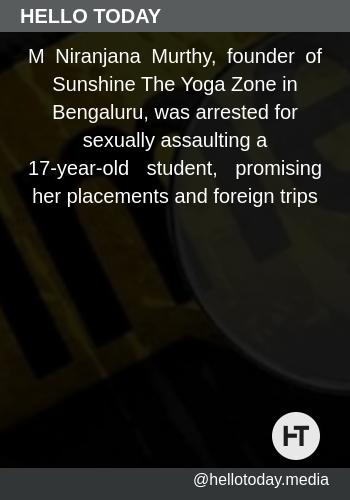 HELLO TODAY
M Niranjana Murthy, founder of
Sunshine The Yoga Zone in
Bengaluru, was arrested for
sexually assaulting a
17-year-old student, promising
her placements and foreign trips
HT
@hellotoday.media